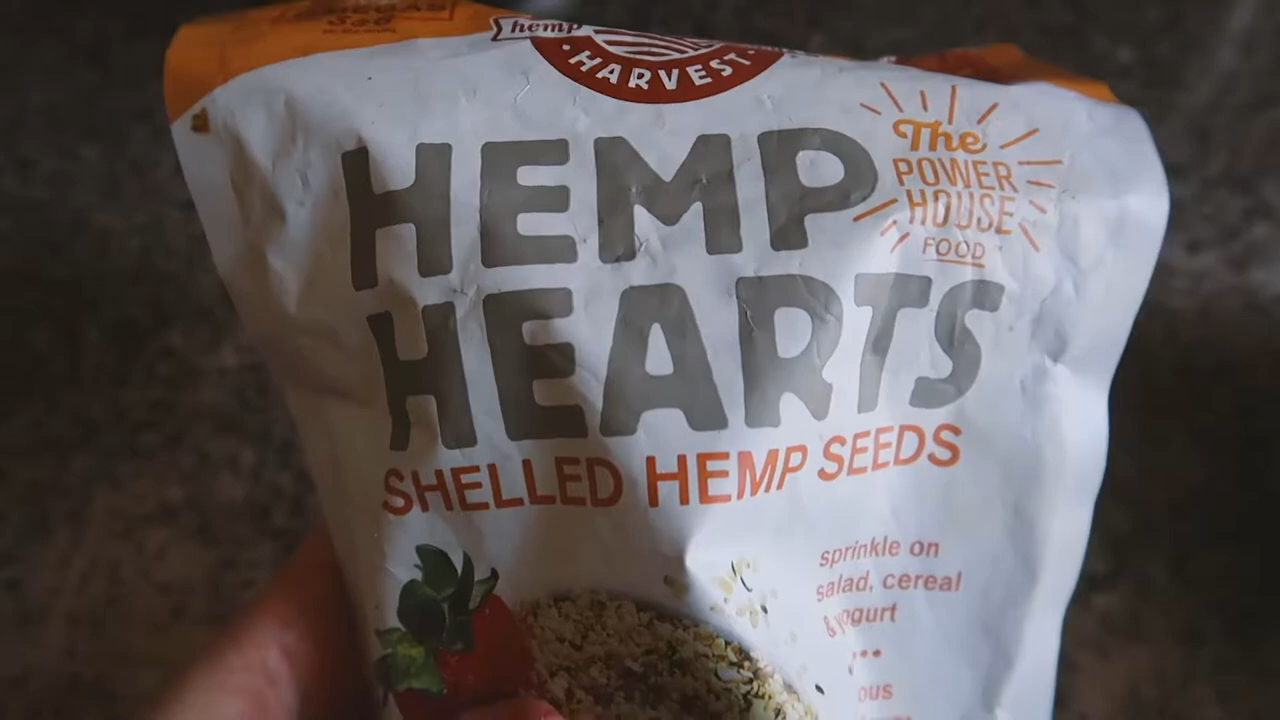 hemp
HARVEST
HEMP
HEARTS
The
POWER
HOUSE
FOOD
SHELLED HEMP SEEDS
sprinkle on
salad, cereal
& yogurt